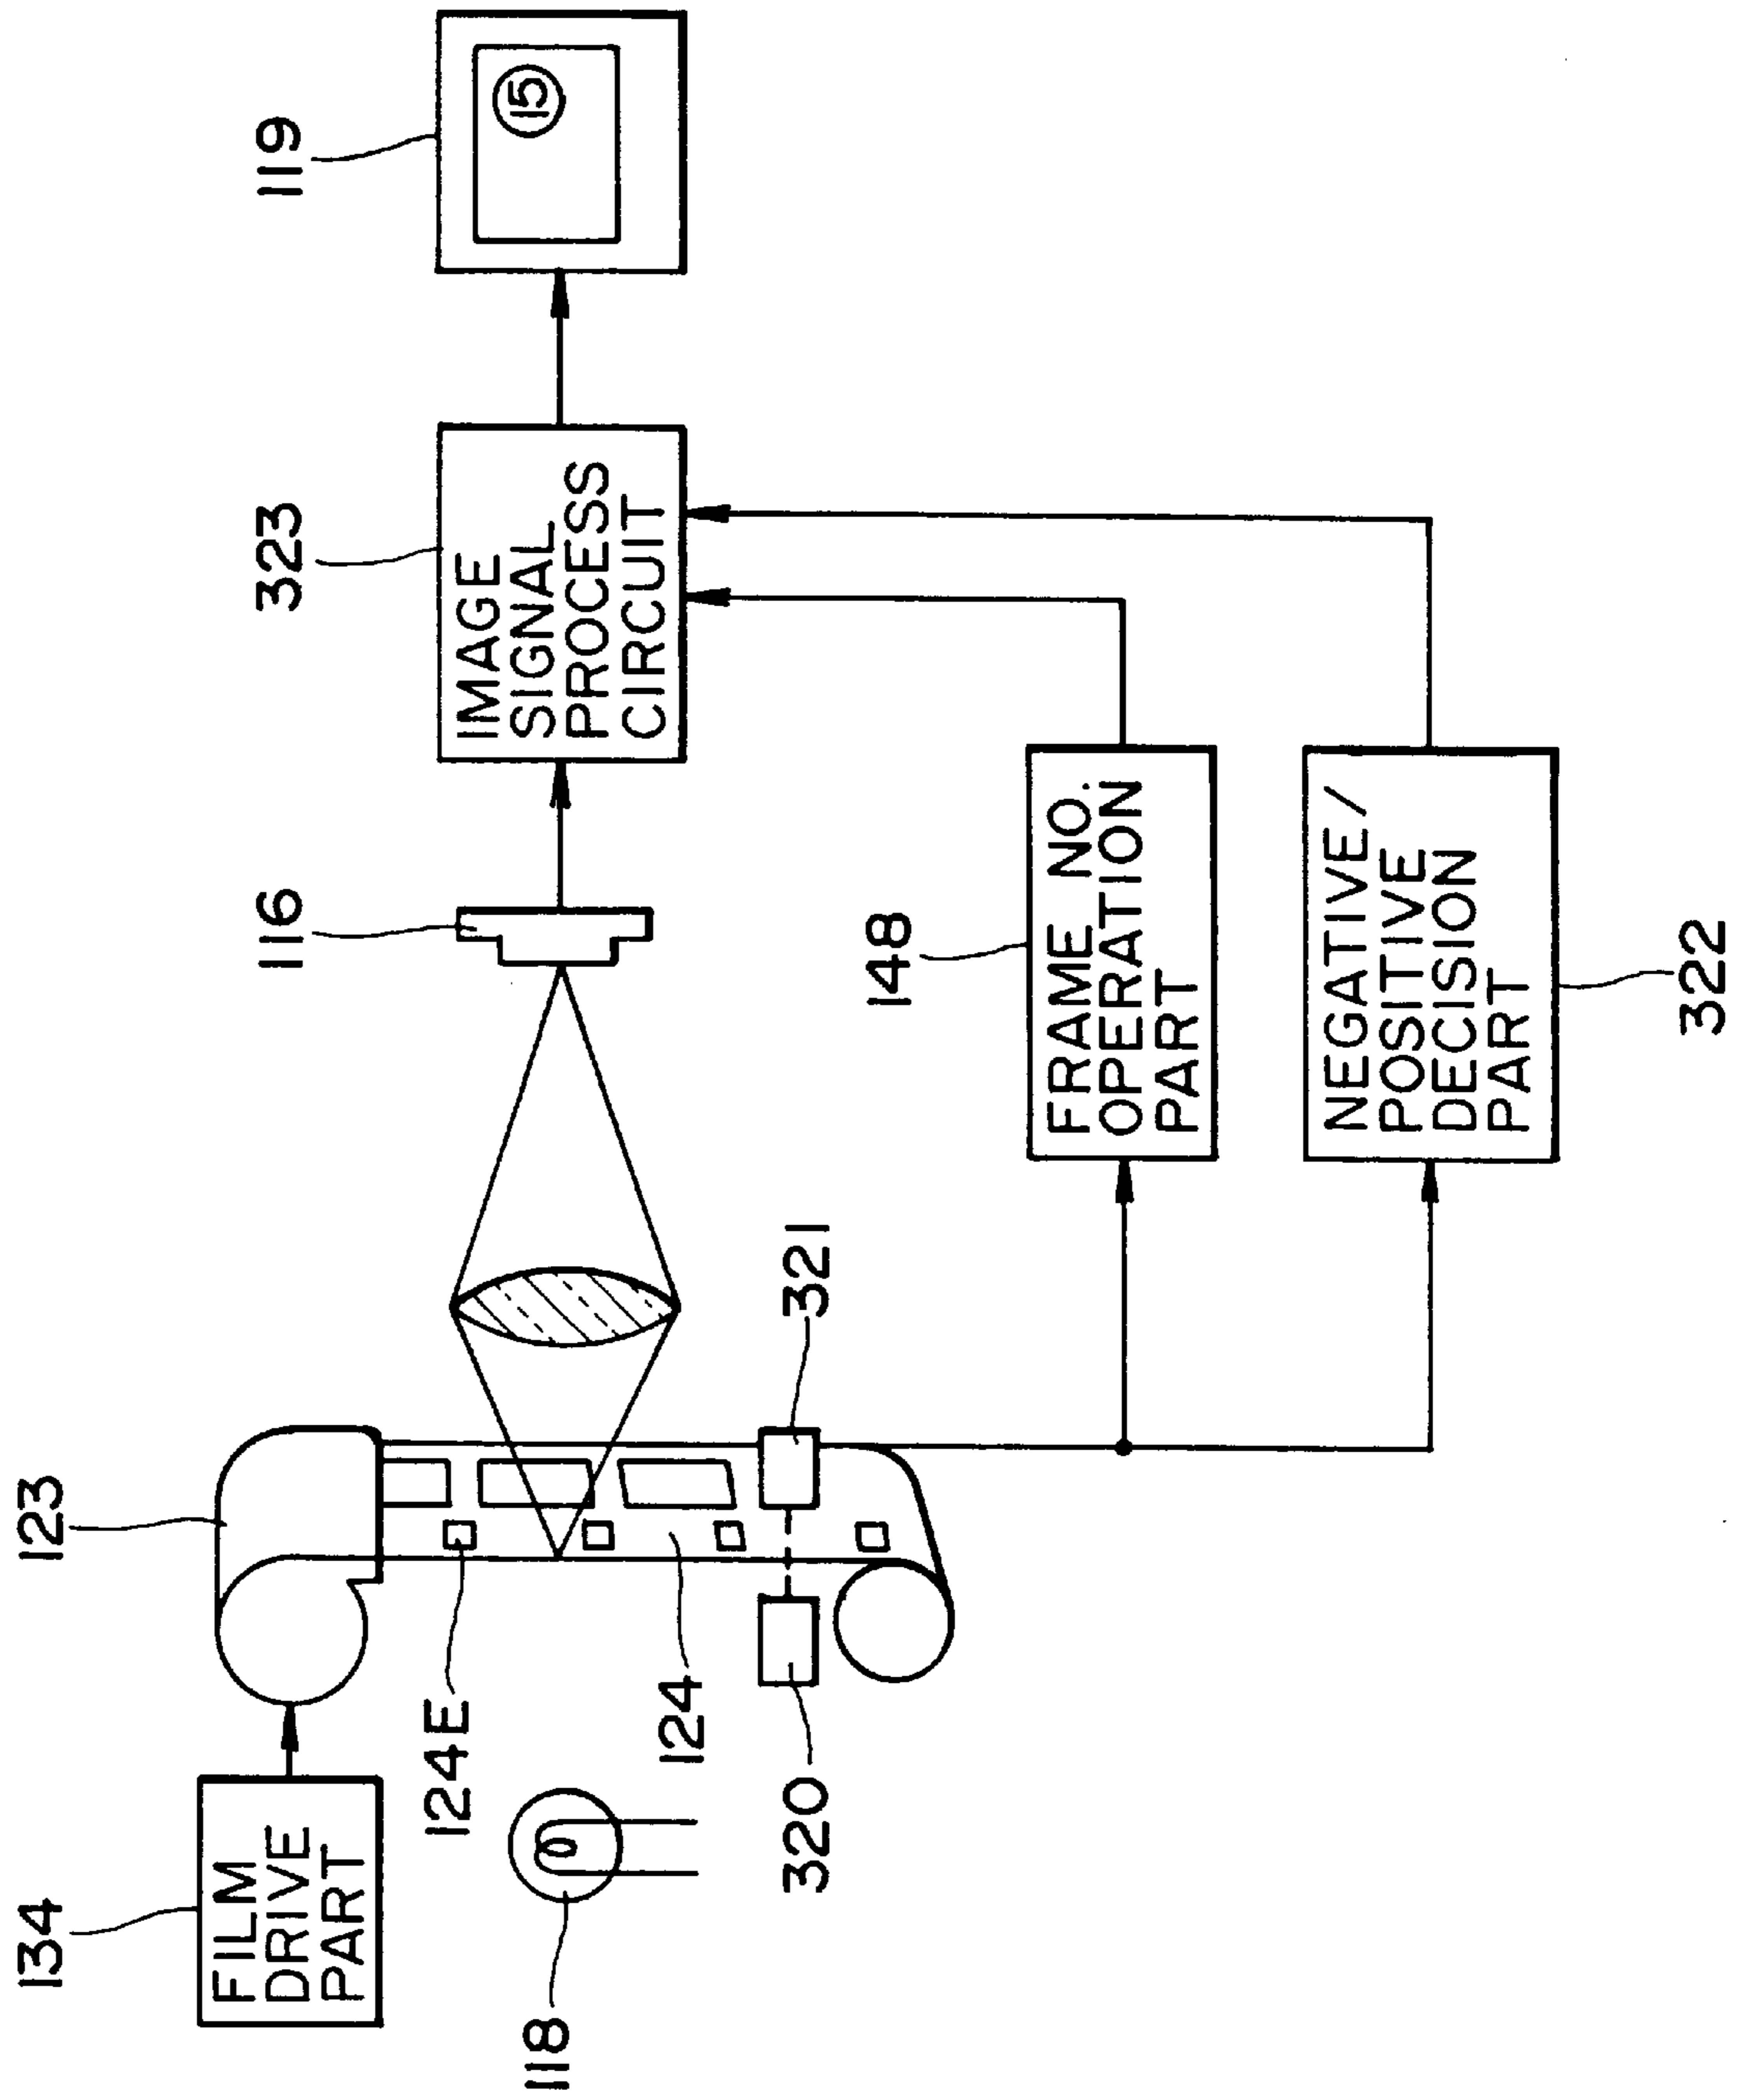 134
FILM
DRIVE
PART
123
118
124E
124
320
321
116
323
IMAGE
SIGNAL
PROCESS
CIRCUIT
119
15
148
FRAME NO.
OPERATION
PART
NEGATIVE/
POSITIVE
DECISION
PART
322